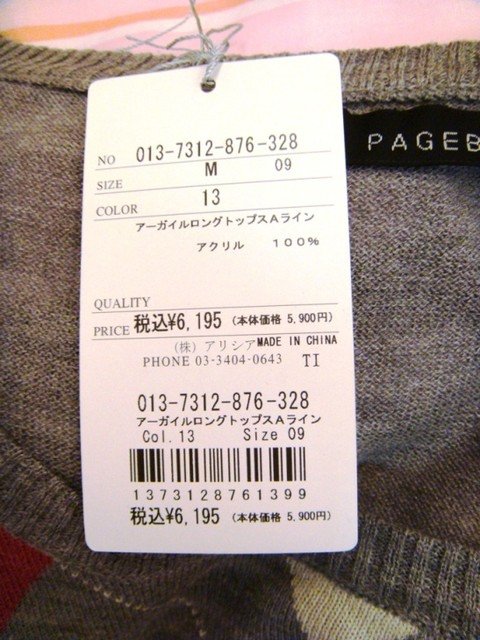 PAGEB
NO 013-7312-876-328
SIZE M 09
COLOR 13
アーガイルロングトップスAライン
アクリル 100%
QUALITY
PRICE 税込¥6,195 (本体価格 5,900円)
(株) アリシア MADE IN CHINA
PHONE 03-3404-0643 TI
013-7312-876-328
アーガイルロングトップスAライン
Col.13 Size 09
1373128761399
税込¥6,195 (本体価格 5,900円)